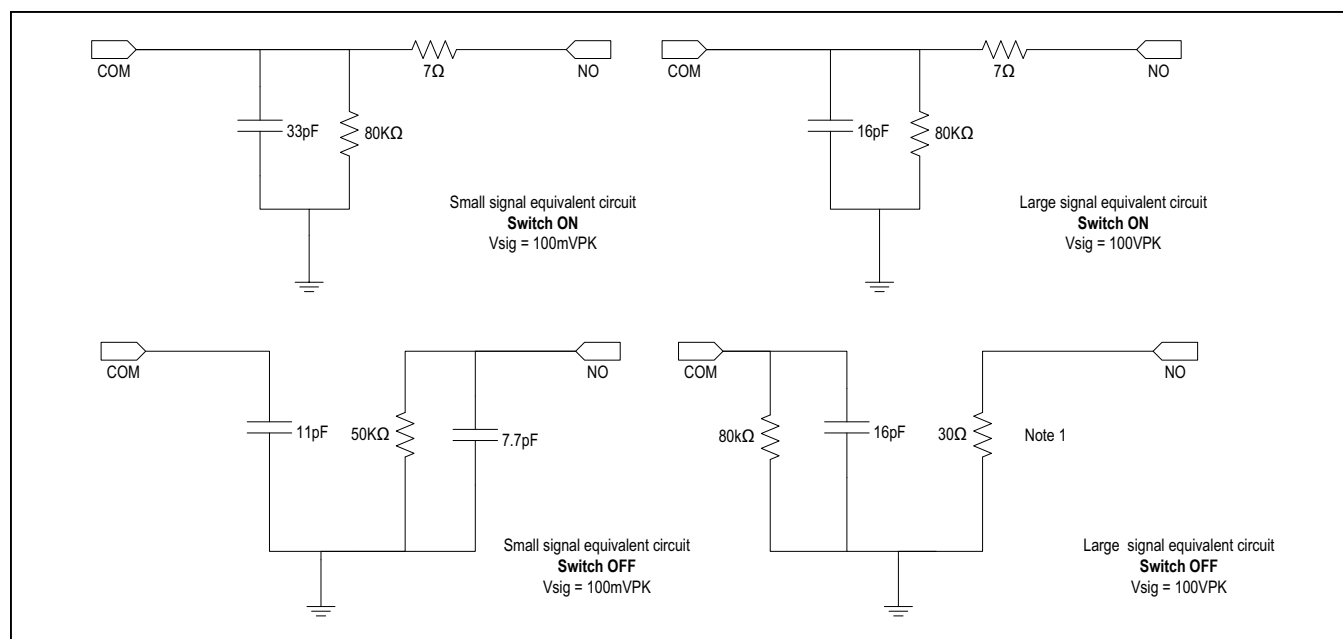 COM
7Ω
NO
33pF
80KΩ
Small signal equivalent circuit
Switch ON
Vsig = 100mVPK
COM
7Ω
NO
16pF
80KΩ
Large signal equivalent circuit
Switch ON
Vsig = 100VPK
COM
NO
11pF
50KΩ
7.7pF
Small signal equivalent circuit
Switch OFF
Vsig = 100mVPK
COM
NO
80kΩ
16pF
30Ω
Note 1
Large signal equivalent circuit
Switch OFF
Vsig = 100VPK